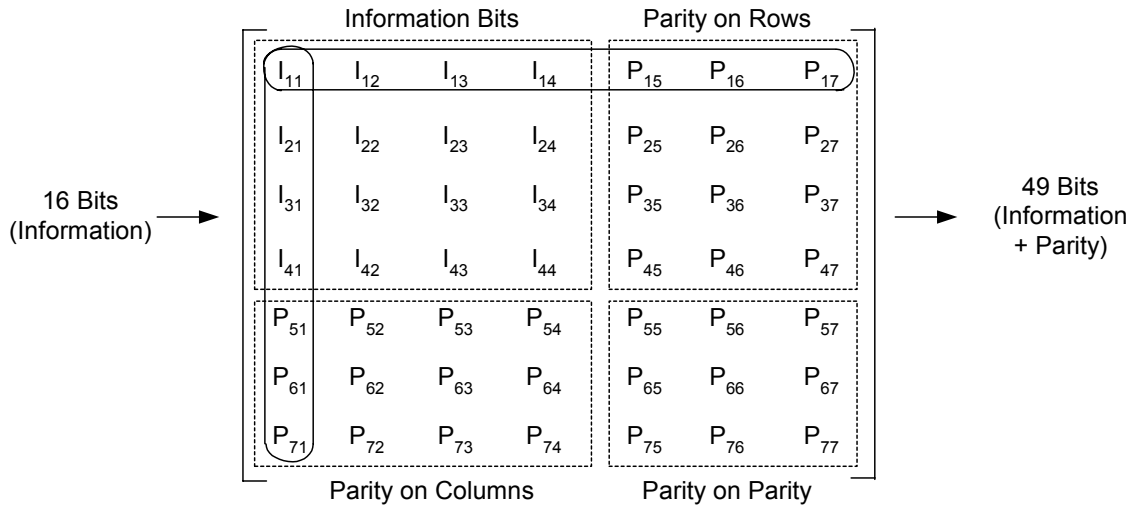 Information Bits Parity on Rows
I11 I12 I13 I14 P15 P16 P17
I21 I22 I23 I24 P25 P26 P27
I31 I32 I33 I34 P35 P36 P37
16 Bits
(Information)
49 Bits
(Information
+ Parity)
I41 I42 I43 I44 P45 P46 P47
P51 P52 P53 P54 P55 P56 P57
P61 P62 P63 P64 P65 P66 P67
P71 P72 P73 P74 P75 P76 P77
Parity on Columns Parity on Parity